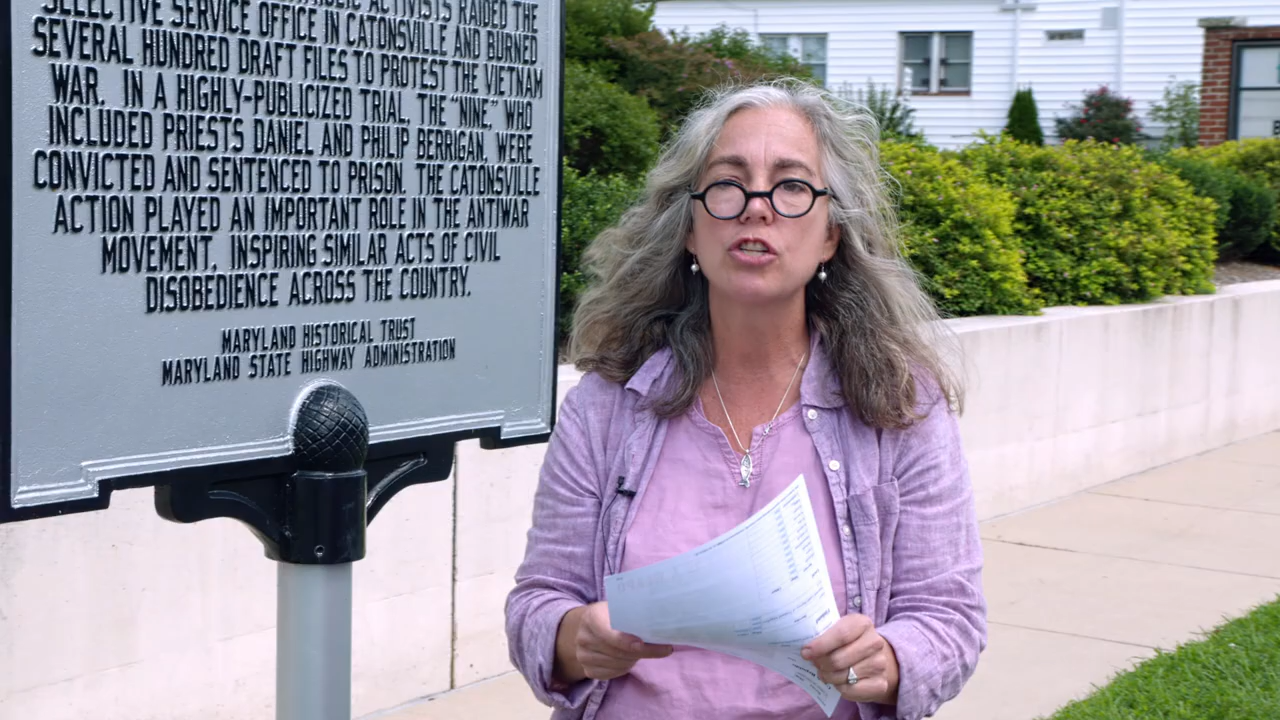 SELECTIVE SERVICE OFFICE IN CATONSVILLE AND BURNED
SEVERAL HUNDRED DRAFT FILES TO PROTEST THE VIETNAM
WAR. IN A HIGHLY-PUBLICIZED TRIAL, THE "NINE," WHO
INCLUDED PRIESTS DANIEL AND PHILIP BERRIGAN, WERE
CONVICTED AND SENTENCED TO PRISON. THE CATONSVILLE
ACTION PLAYED AN IMPORTANT ROLE IN THE ANTIWAR
MOVEMENT, INSPIRING SIMILAR ACTS OF CIVIL
DISOBEDIENCE ACROSS THE COUNTRY.
MARYLAND HISTORICAL TRUST
MARYLAND STATE HIGHWAY ADMINISTRATION